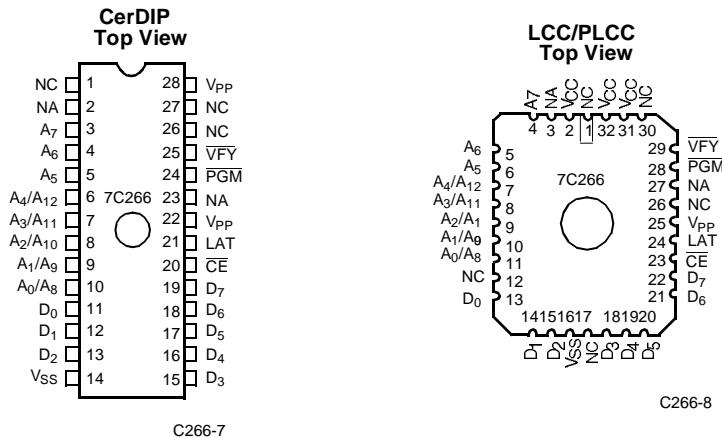 CerDIP
Top View
NC 1 28 VPP
NA 2 27 NC
A7 3 26 NC
A6 4 25 VFY
A5 5 24 PGM
A4/A12 6 7C266 23 NA
A3/A11 7 22 VPP
A2/A10 8 21 LAT
A1/A9 9 20 CE
A0/A8 10 19 D7
D0 11 18 D6
D1 12 17 D5
D2 13 16 D4
VSS 14 15 D3
C266-7
LCC/PLCC
Top View
A7 NA VCC NC VCC VCC NC
4 3 2 1 32 31 30
A6 5 29 VFY
A5 6 28 PGM
A4/A12 7 7C266 27 NA
A3/A11 8 26 NC
A2/A1 9 25 VPP
A1/A9 10 24 LAT
A0/A8 11 23 CE
NC 12 22 D7
D0 13 21 D6
14 15 16 17 18 19 20
D1 D2 VSS NC D3 D4 D5
C266-8